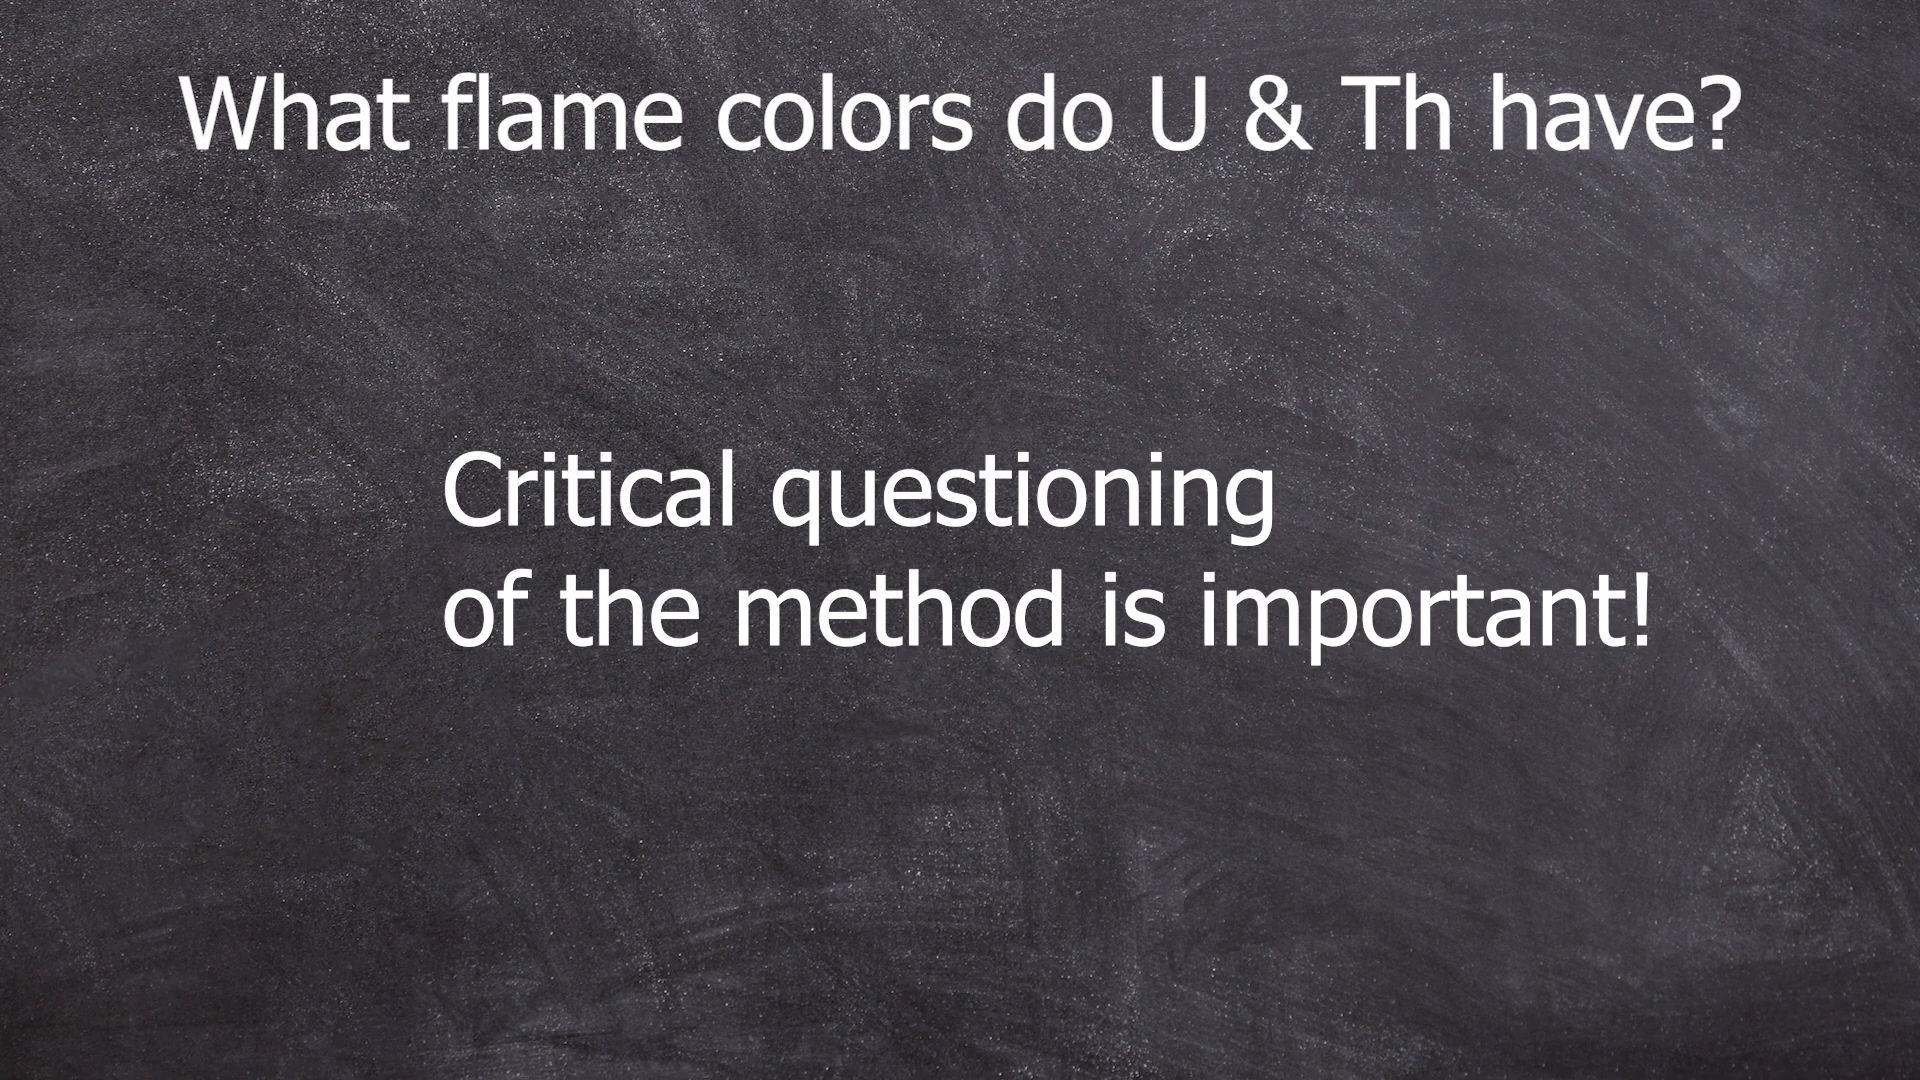 What flame colors do U & Th have?
Critical questioning
of the method is important!